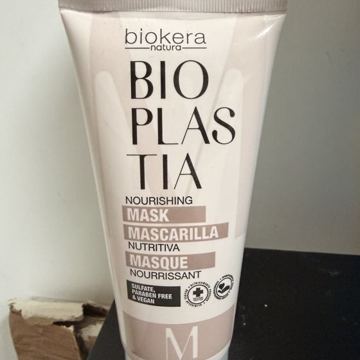 biokera
natura
BIO
PLAS
TIA
NOURISHING
MASK
MASCARILLA
NUTRITIVA
MASQUE
NOURRISSANT
SULFATE,
PARABEN FREE
& VEGAN
M